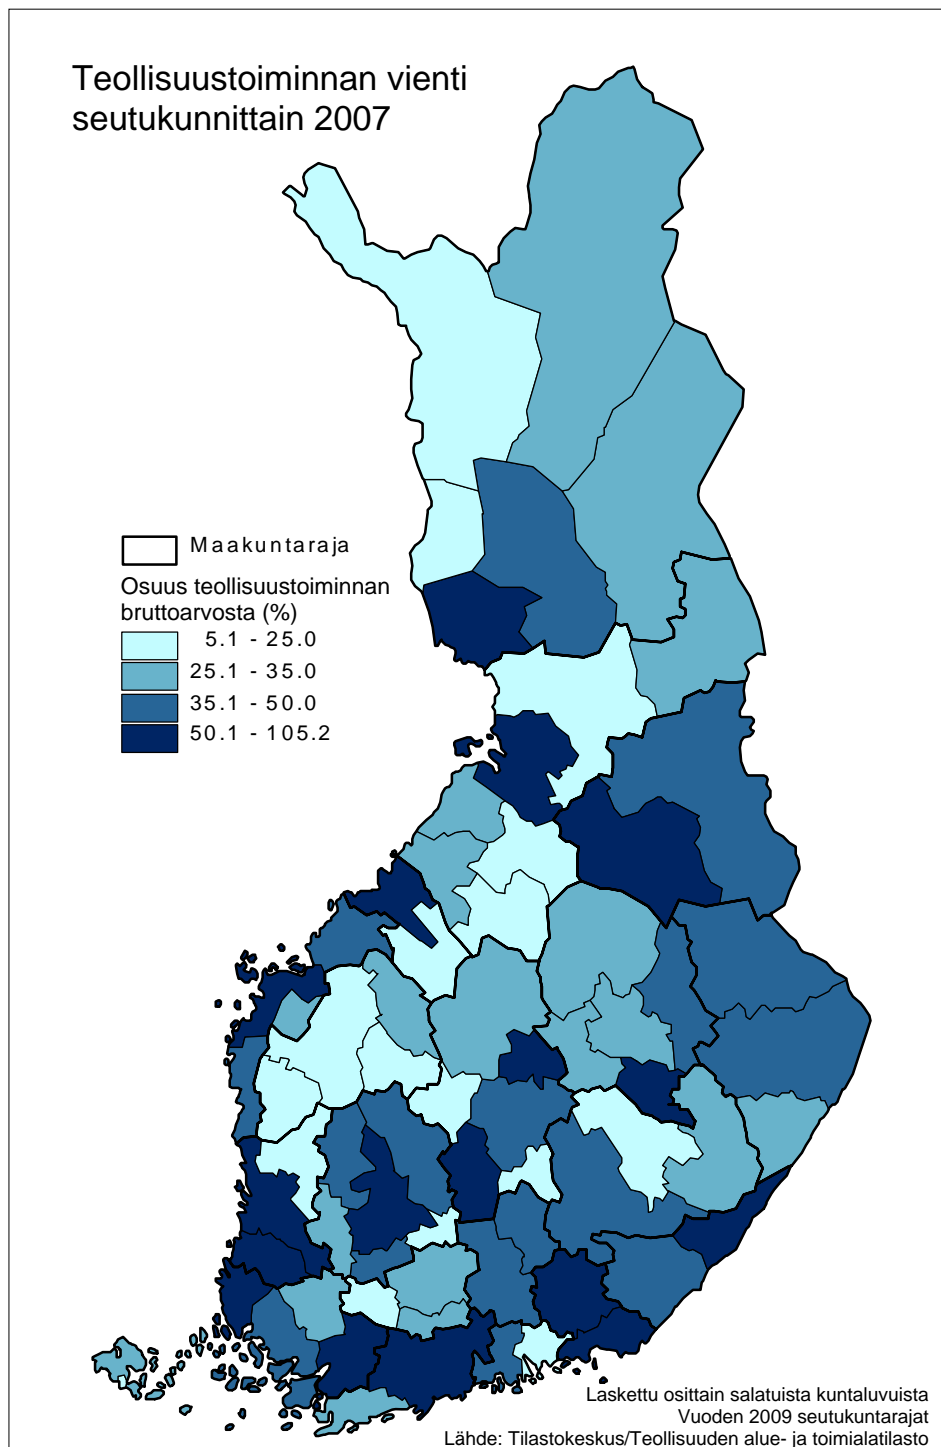 Teollisuustoiminnan vienti
seutukunnittain 2007
Maakuntaraja
Osuus teollisuustoiminnan
bruttoarvosta (%)
5.1 - 25.0
25.1 - 35.0
35.1 - 50.0
50.1 - 105.2
Laskettu osittain salatuista kuntaluvuista
Vuoden 2009 seutukuntarajat
Lähde: Tilastokeskus/Teollisuuden alue- ja toimialatilasto